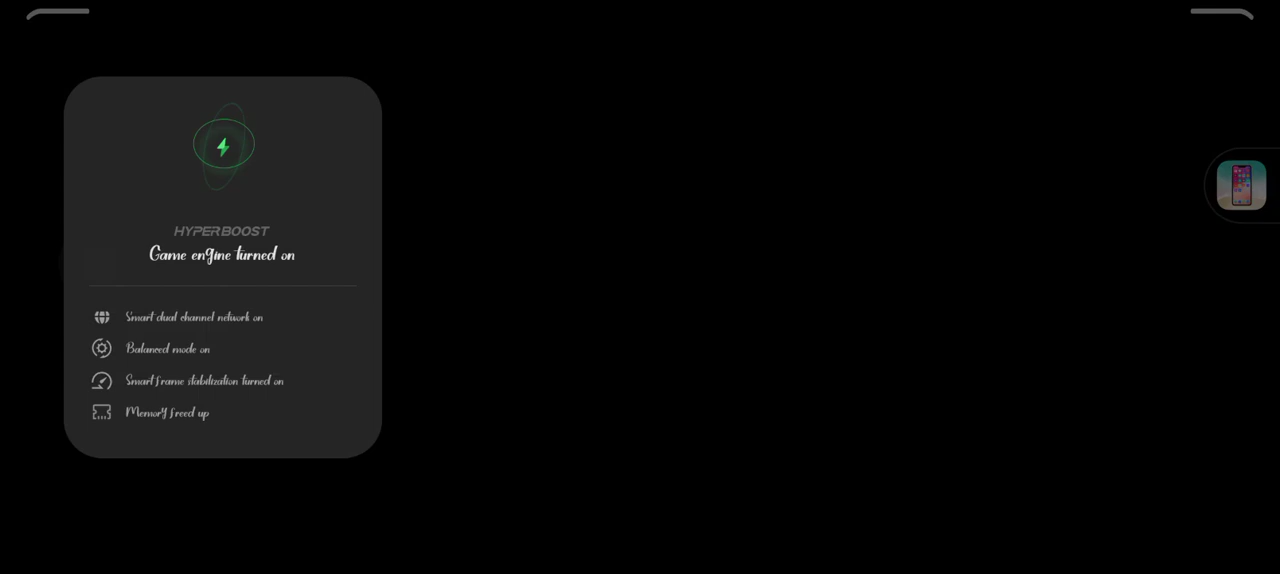 HYPERBOOST
Game engine turned on
Smart dual channel network on
Balanced mode on
Smart frame stabilization turned on
Memory freed up